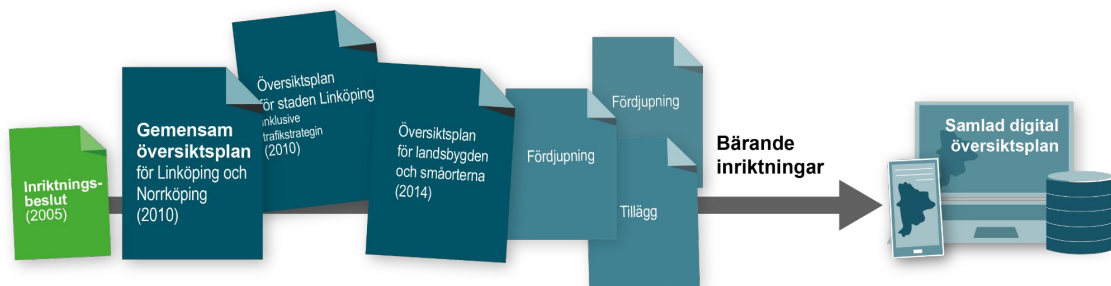 Inriktnings-
beslut
(2005)
Gemensam
översiktsplan
för Linköping och
Norrköping
(2010)
Översiktsplan
för staden Linköping
inklusive
trafikstrategin
(2010)
Översiktsplan
för landsbygden
och småorterna
(2014)
Fördjupning
Fördjupning
Tillägg
Bärande
inriktningar
Samlad digital
översiktsplan